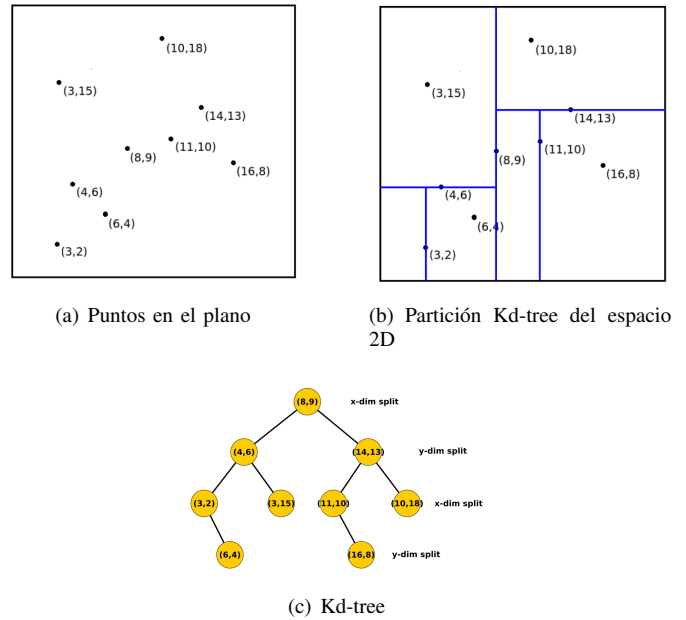 (10,18)
(3,15)
(14,13)
(11,10)
(8,9)
(16,8)
(4,6)
(6,4)
(3,2)
(a) Puntos en el plano
(10,18)
(3,15)
(14,13)
(11,10)
(8,9)
(16,8)
(4,6)
(6,4)
(3,2)
(b) Partición Kd-tree del espacio
2D
(8,9) x-dim split
(4,6) (14,13) y-dim split
(3,2) (3,15) (11,10) (10,18) x-dim split
(6,4) (16,8) y-dim split
(c) Kd-tree